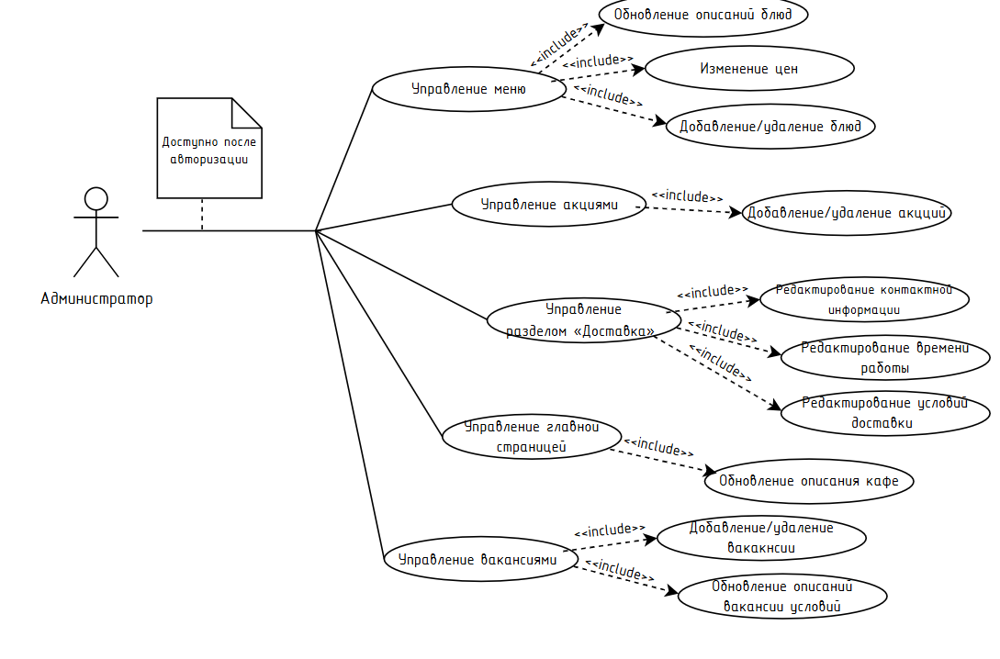 Обновление описаний блюд
<<include>>
<<include>>
Изменение цен
Управление меню
<<include>>
Добавление/удаление блюд
Доступно после
авторизации
<<include>>
Управление акциями
Добавление/удаление акций
Администратор
<<include>>
Редактирование контактной
информации
Управление
разделом «Доставка»
<<include>>
Редактирование времени
работы
<<include>>
Редактирование условий
доставки
Управление главной
страницей
<<include>>
Обновление описания кафе
<<include>>
Добавление/удаление
вакакнсии
Управление вакансиями
<<include>>
Обновление описаний
вакансии условий